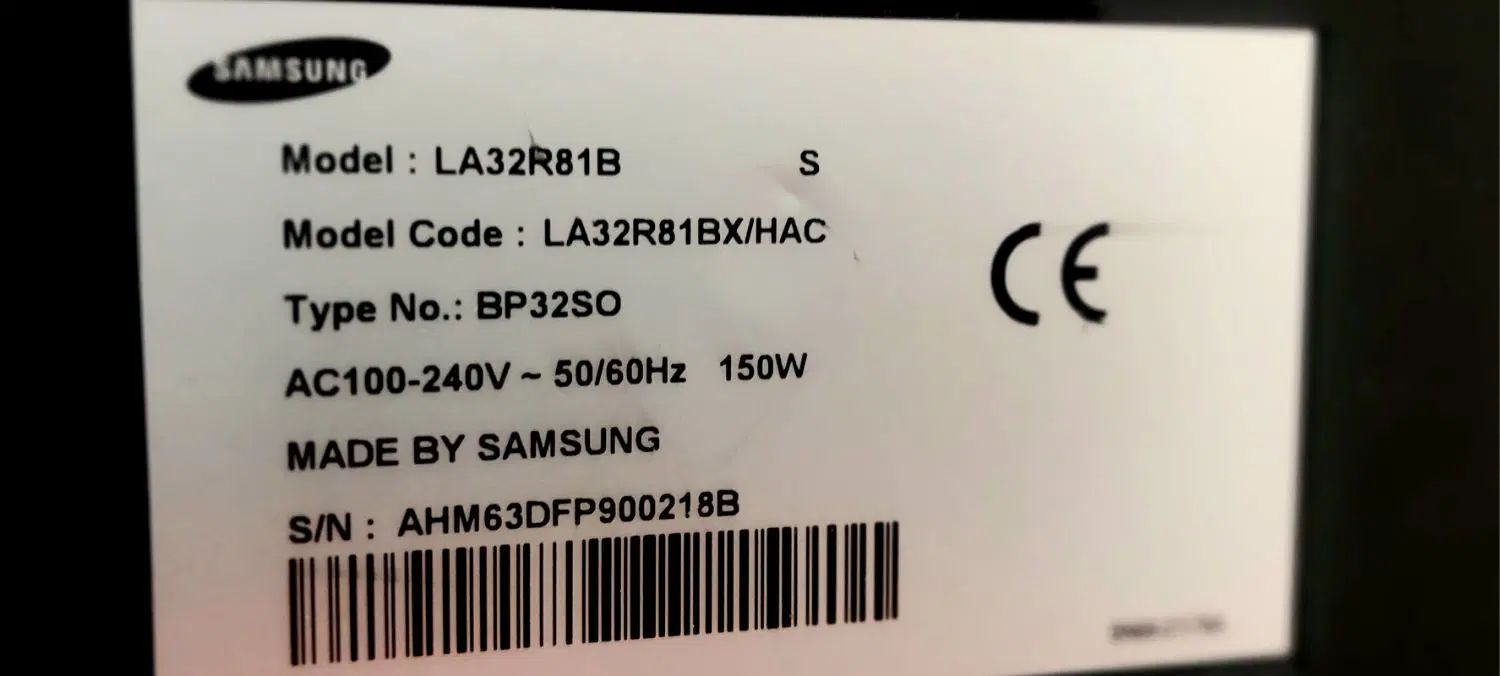 SAMSUNG
Model : LA32R81B S
Model Code : LA32R81BX/HAC
Type No.: BP32SO
AC100-240V ~ 50/60Hz 150W
MADE BY SAMSUNG
S/N : AHM63DFP900218B
CE